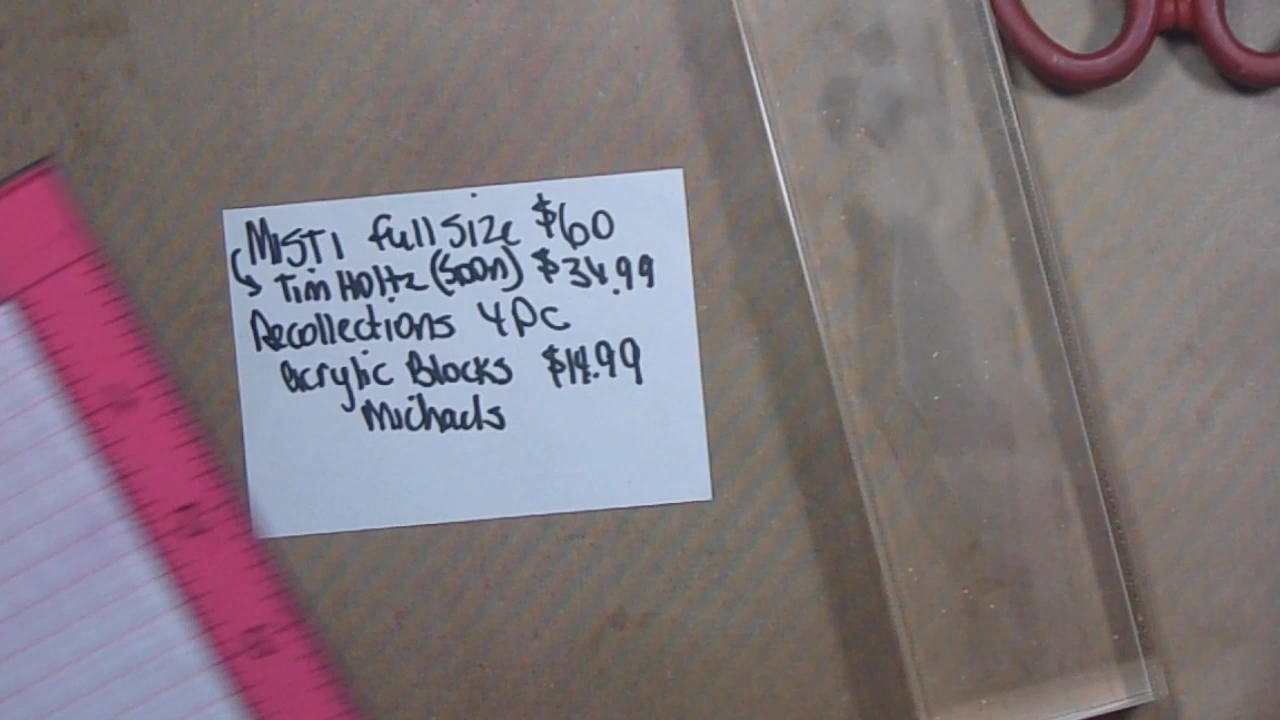 MISTI full size $60
Tim Holtz (soon) $34.99
Recollections 4pc
acrylic Blocks $14.99
Michaels